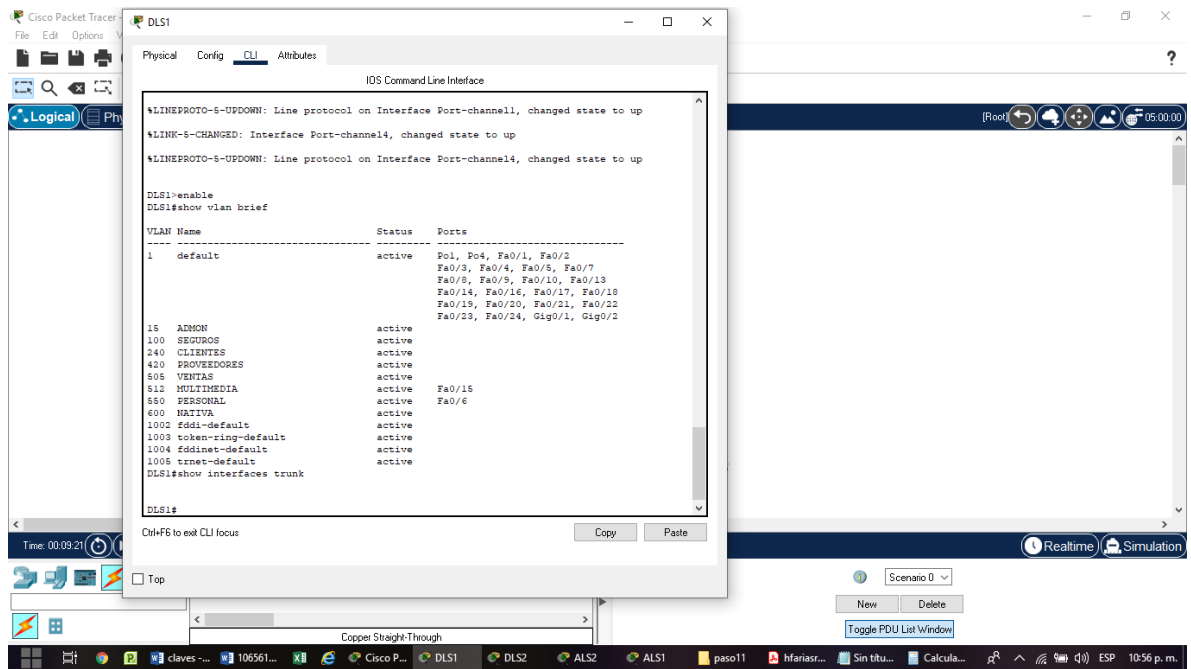 Cisco Packet Tracer
DLS1
File Edit Options
Physical Config CLI Attributes
IOS Command Line Interface
Logical
[Root]
05:00:00
%LINEPROTO-5-UPDOWN: Line protocol on Interface Port-channel1, changed state to up
%LINK-5-CHANGED: Interface Port-channel4, changed state to up
%LINEPROTO-5-UPDOWN: Line protocol on Interface Port-channel4, changed state to up
DLS1>enable
DLS1#show vlan brief
VLAN Name Status Ports
---- -------------------------------- --------- -------------------------------
1 default active Po1, Po4, Fa0/1, Fa0/2
Fa0/3, Fa0/4, Fa0/5, Fa0/7
Fa0/8, Fa0/9, Fa0/10, Fa0/13
Fa0/14, Fa0/16, Fa0/17, Fa0/18
Fa0/19, Fa0/20, Fa0/21, Fa0/22
Fa0/23, Fa0/24, Gig0/1, Gig0/2
15 ADMON active
100 SEGUROS active
240 CLIENTES active
420 PROVEEDORES active
505 VENTAS active
512 MULTIMEDIA active Fa0/15
550 PERSONAL active Fa0/6
600 NATIVA active
1002 fddi-default active
1003 token-ring-default active
1004 fddinet-default active
1005 trnet-default active
DLS1#show interfaces trunk
DLS1#
Ctrl+F6 to exit CLI focus
Copy Paste
Time: 00:09:21
Realtime Simulation
Top
Scenario 0
New Delete
Toggle PDU List Window
Copper Straight-Through
claves -... 106561... Cisco P... DLS1 DLS2 ALS2 ALS1 paso11 hfariasr... Sin títu... Calcula... ESP 10:56 p. m.